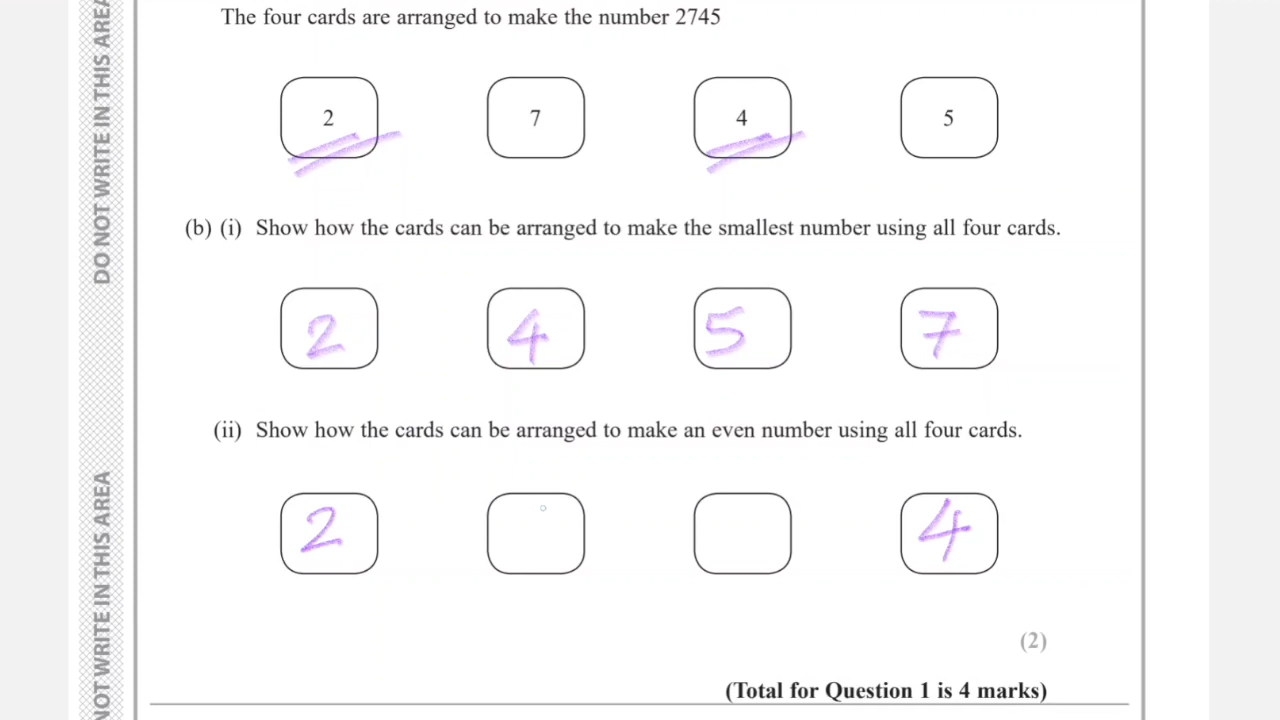 The four cards are arranged to make the number 2745
2 7 4 5
(b) (i) Show how the cards can be arranged to make the smallest number using all four cards.
2 4 5 7
(ii) Show how the cards can be arranged to make an even number using all four cards.
2 4
(2)
(Total for Question 1 is 4 marks)
DO NOT WRITE IN THIS AREA
NOT WRITE IN THIS AREA